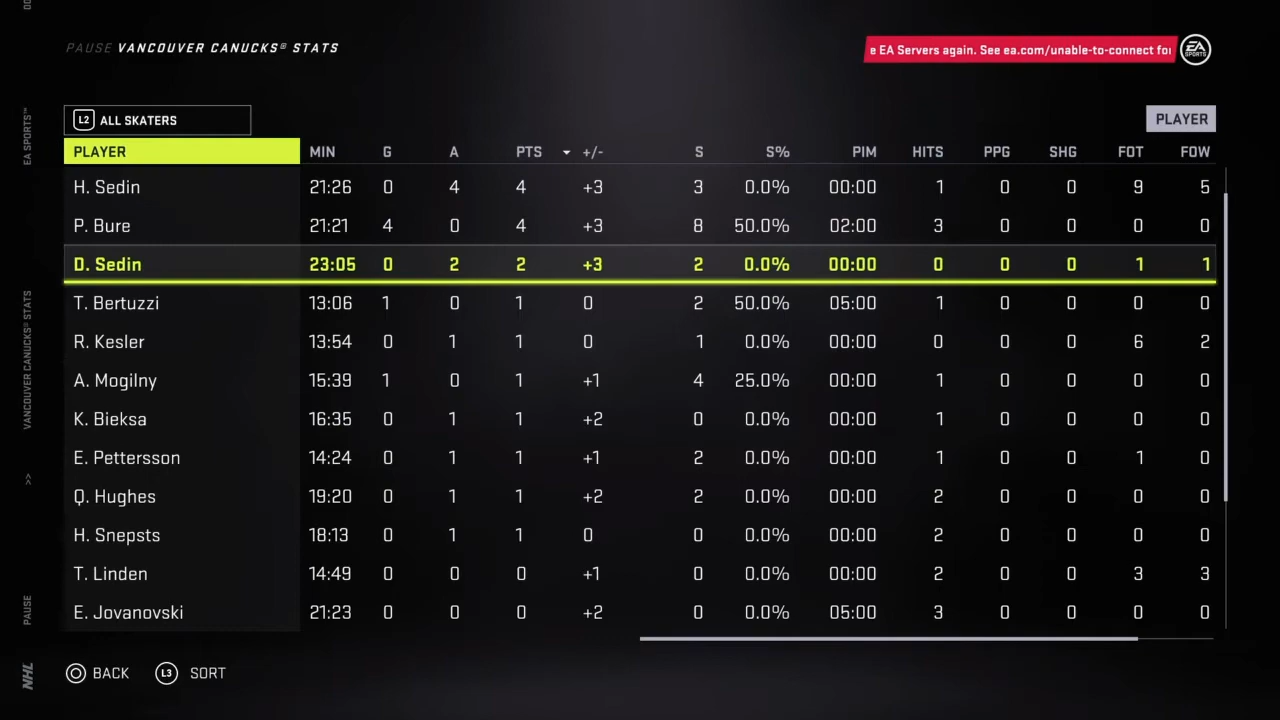 PAUSE VANCOUVER CANUCKS® STATS
e EA Servers again. See ea.com/unable-to-connect for
EA SPORTS
L2 ALL SKATERS
PLAYER
PLAYER MIN G A PTS +/- S S% PIM HITS PPG SHG FOT FOW
H. Sedin 21:26 0 4 4 +3 3 0.0% 00:00 1 0 0 9 5
P. Bure 21:21 4 0 4 +3 8 50.0% 02:00 3 0 0 0 0
D. Sedin 23:05 0 2 2 +3 2 0.0% 00:00 0 0 0 1 1
T. Bertuzzi 13:06 1 0 1 0 2 50.0% 05:00 1 0 0 0 0
R. Kesler 13:54 0 1 1 0 1 0.0% 00:00 0 0 0 6 2
A. Mogilny 15:39 1 0 1 +1 4 25.0% 00:00 1 0 0 0 0
K. Bieksa 16:35 0 1 1 +2 0 0.0% 00:00 1 0 0 0 0
E. Pettersson 14:24 0 1 1 +1 2 0.0% 00:00 1 0 0 1 0
Q. Hughes 19:20 0 1 1 +2 2 0.0% 00:00 2 0 0 0 0
H. Snepsts 18:13 0 1 1 0 0 0.0% 00:00 2 0 0 0 0
T. Linden 14:49 0 0 0 +1 0 0.0% 00:00 2 0 0 3 3
E. Jovanovski 21:23 0 0 0 +2 0 0.0% 05:00 3 0 0 0 0
BACK L3 SORT
NHL
PAUSE
>>
VANCOUVER CANUCKS® STATS
EA SPORTS™